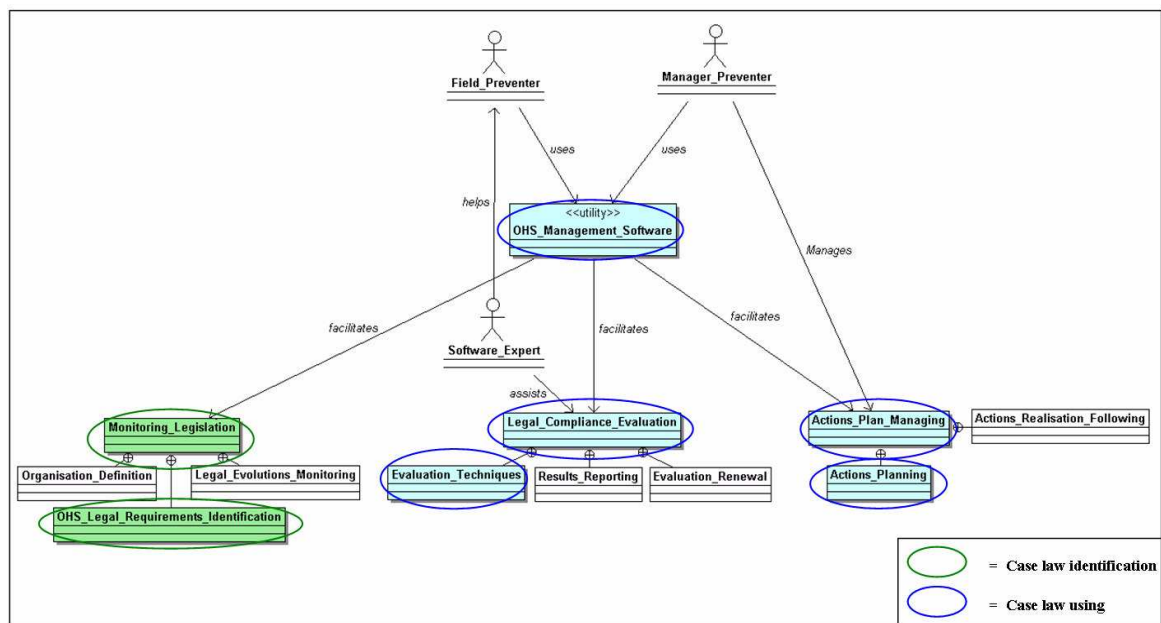 Field_Preventer
Manager_Preventer
uses
uses
helps
<<utility>>
OHS_Management_Software
Manages
facilitates
facilitates
facilitates
Software_Expert
assists
Monitoring_Legislation
Legal_Compliance_Evaluation
Actions_Plan_Managing
Actions_Realisation_Following
Organisation_Definition
Legal_Evolutions_Monitoring
Evaluation_Techniques
Results_Reporting
Evaluation_Renewal
Actions_Planning
OHS_Legal_Requirements_Identification
= Case law identification
= Case law using